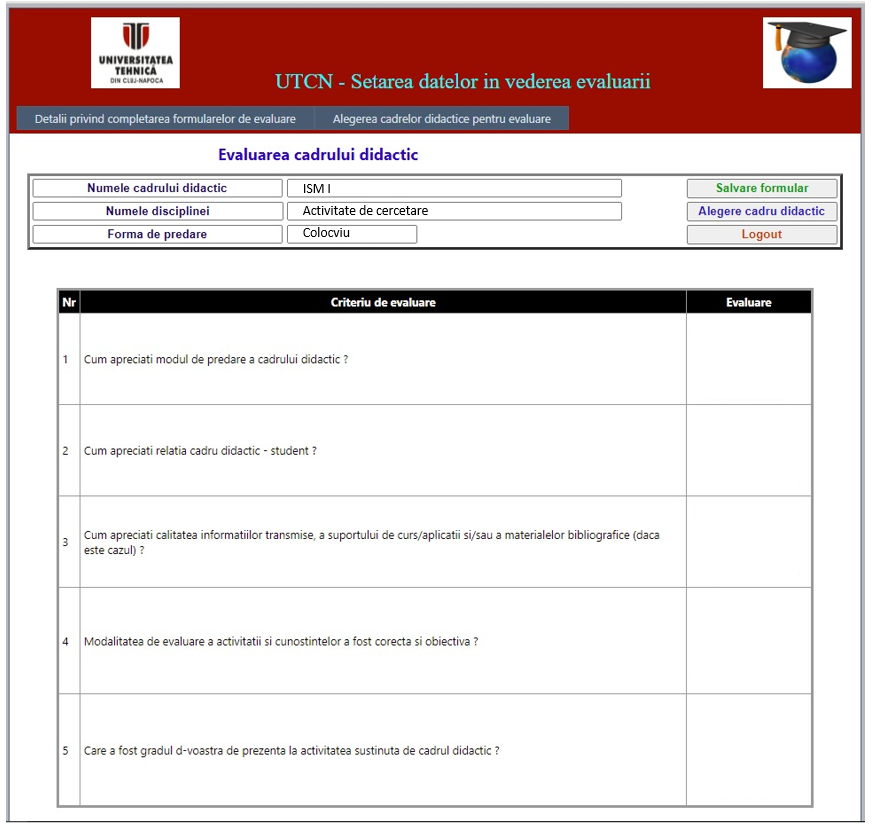 UNIVERSITATEA
TEHNICĂ
DIN CLUJ-NAPOCA
UTCN - Setarea datelor in vederea evaluarii
Detalii privind completarea formularelor de evaluare
Alegerea cadrelor didactice pentru evaluare
Evaluarea cadrului didactic
Numele cadrului didactic ISM I Salvare formular
Numele disciplinei Activitate de cercetare Alegere cadru didactic
Forma de predare Colocviu Logout
Nr Criteriu de evaluare Evaluare
1 Cum apreciati modul de predare a cadrului didactic ?
2 Cum apreciati relatia cadru didactic - student ?
3 Cum apreciati calitatea informatiilor transmise, a suportului de curs/aplicatii si/sau a materialelor bibliografice (daca
este cazul) ?
4 Modalitatea de evaluare a activitatii si cunostintelor a fost corecta si obiectiva ?
5 Care a fost gradul d-voastra de prezenta la activitatea sustinuta de cadrul didactic ?